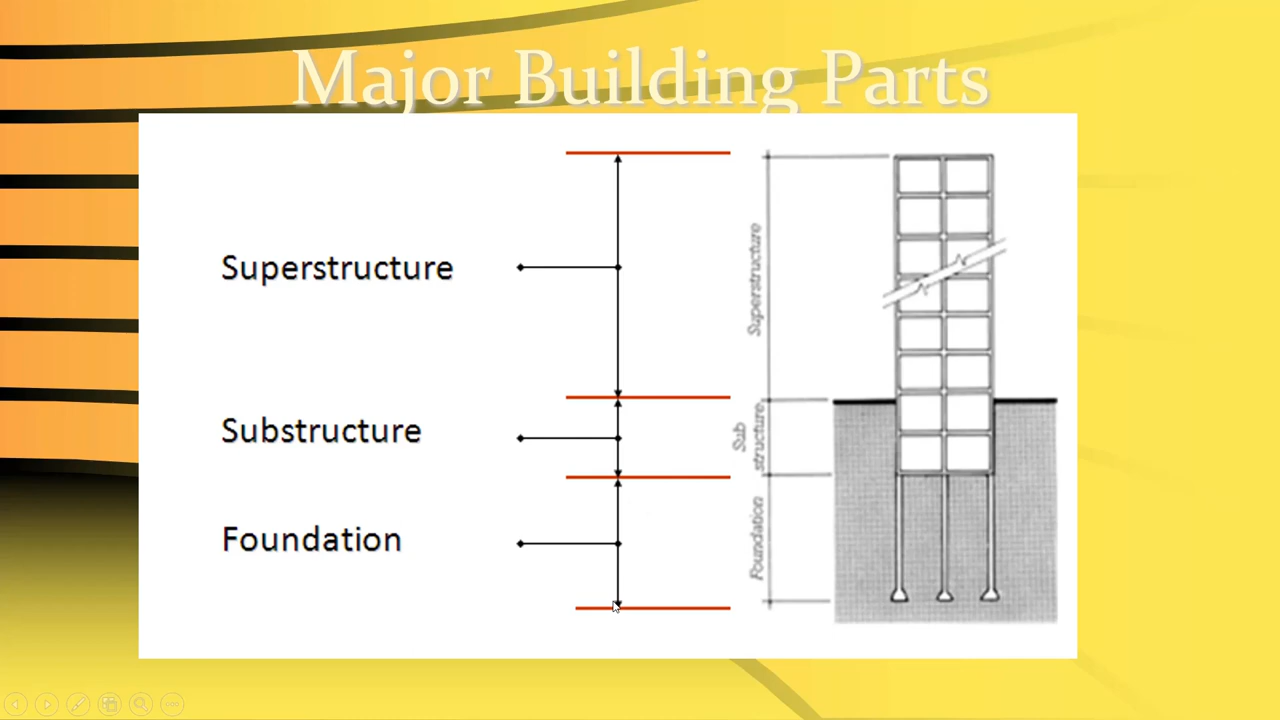 Major Building Parts
Superstructure
Substructure
Foundation
Superstructure
Sub
structure
Foundation